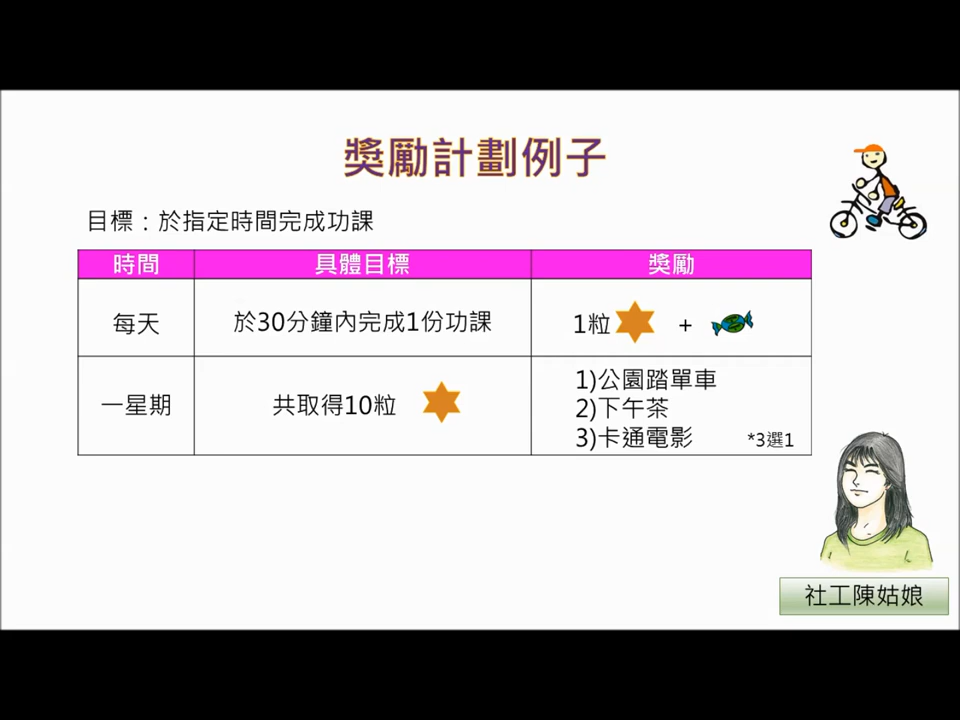 獎勵計劃例子
目標：於指定時間完成功課
時間 具體目標 獎勵
每天 於30分鐘內完成1份功課 1粒 +
一星期 共取得10粒
1)公園踏單車
2)下午茶
3)卡通電影 *3選1
社工陳姑娘